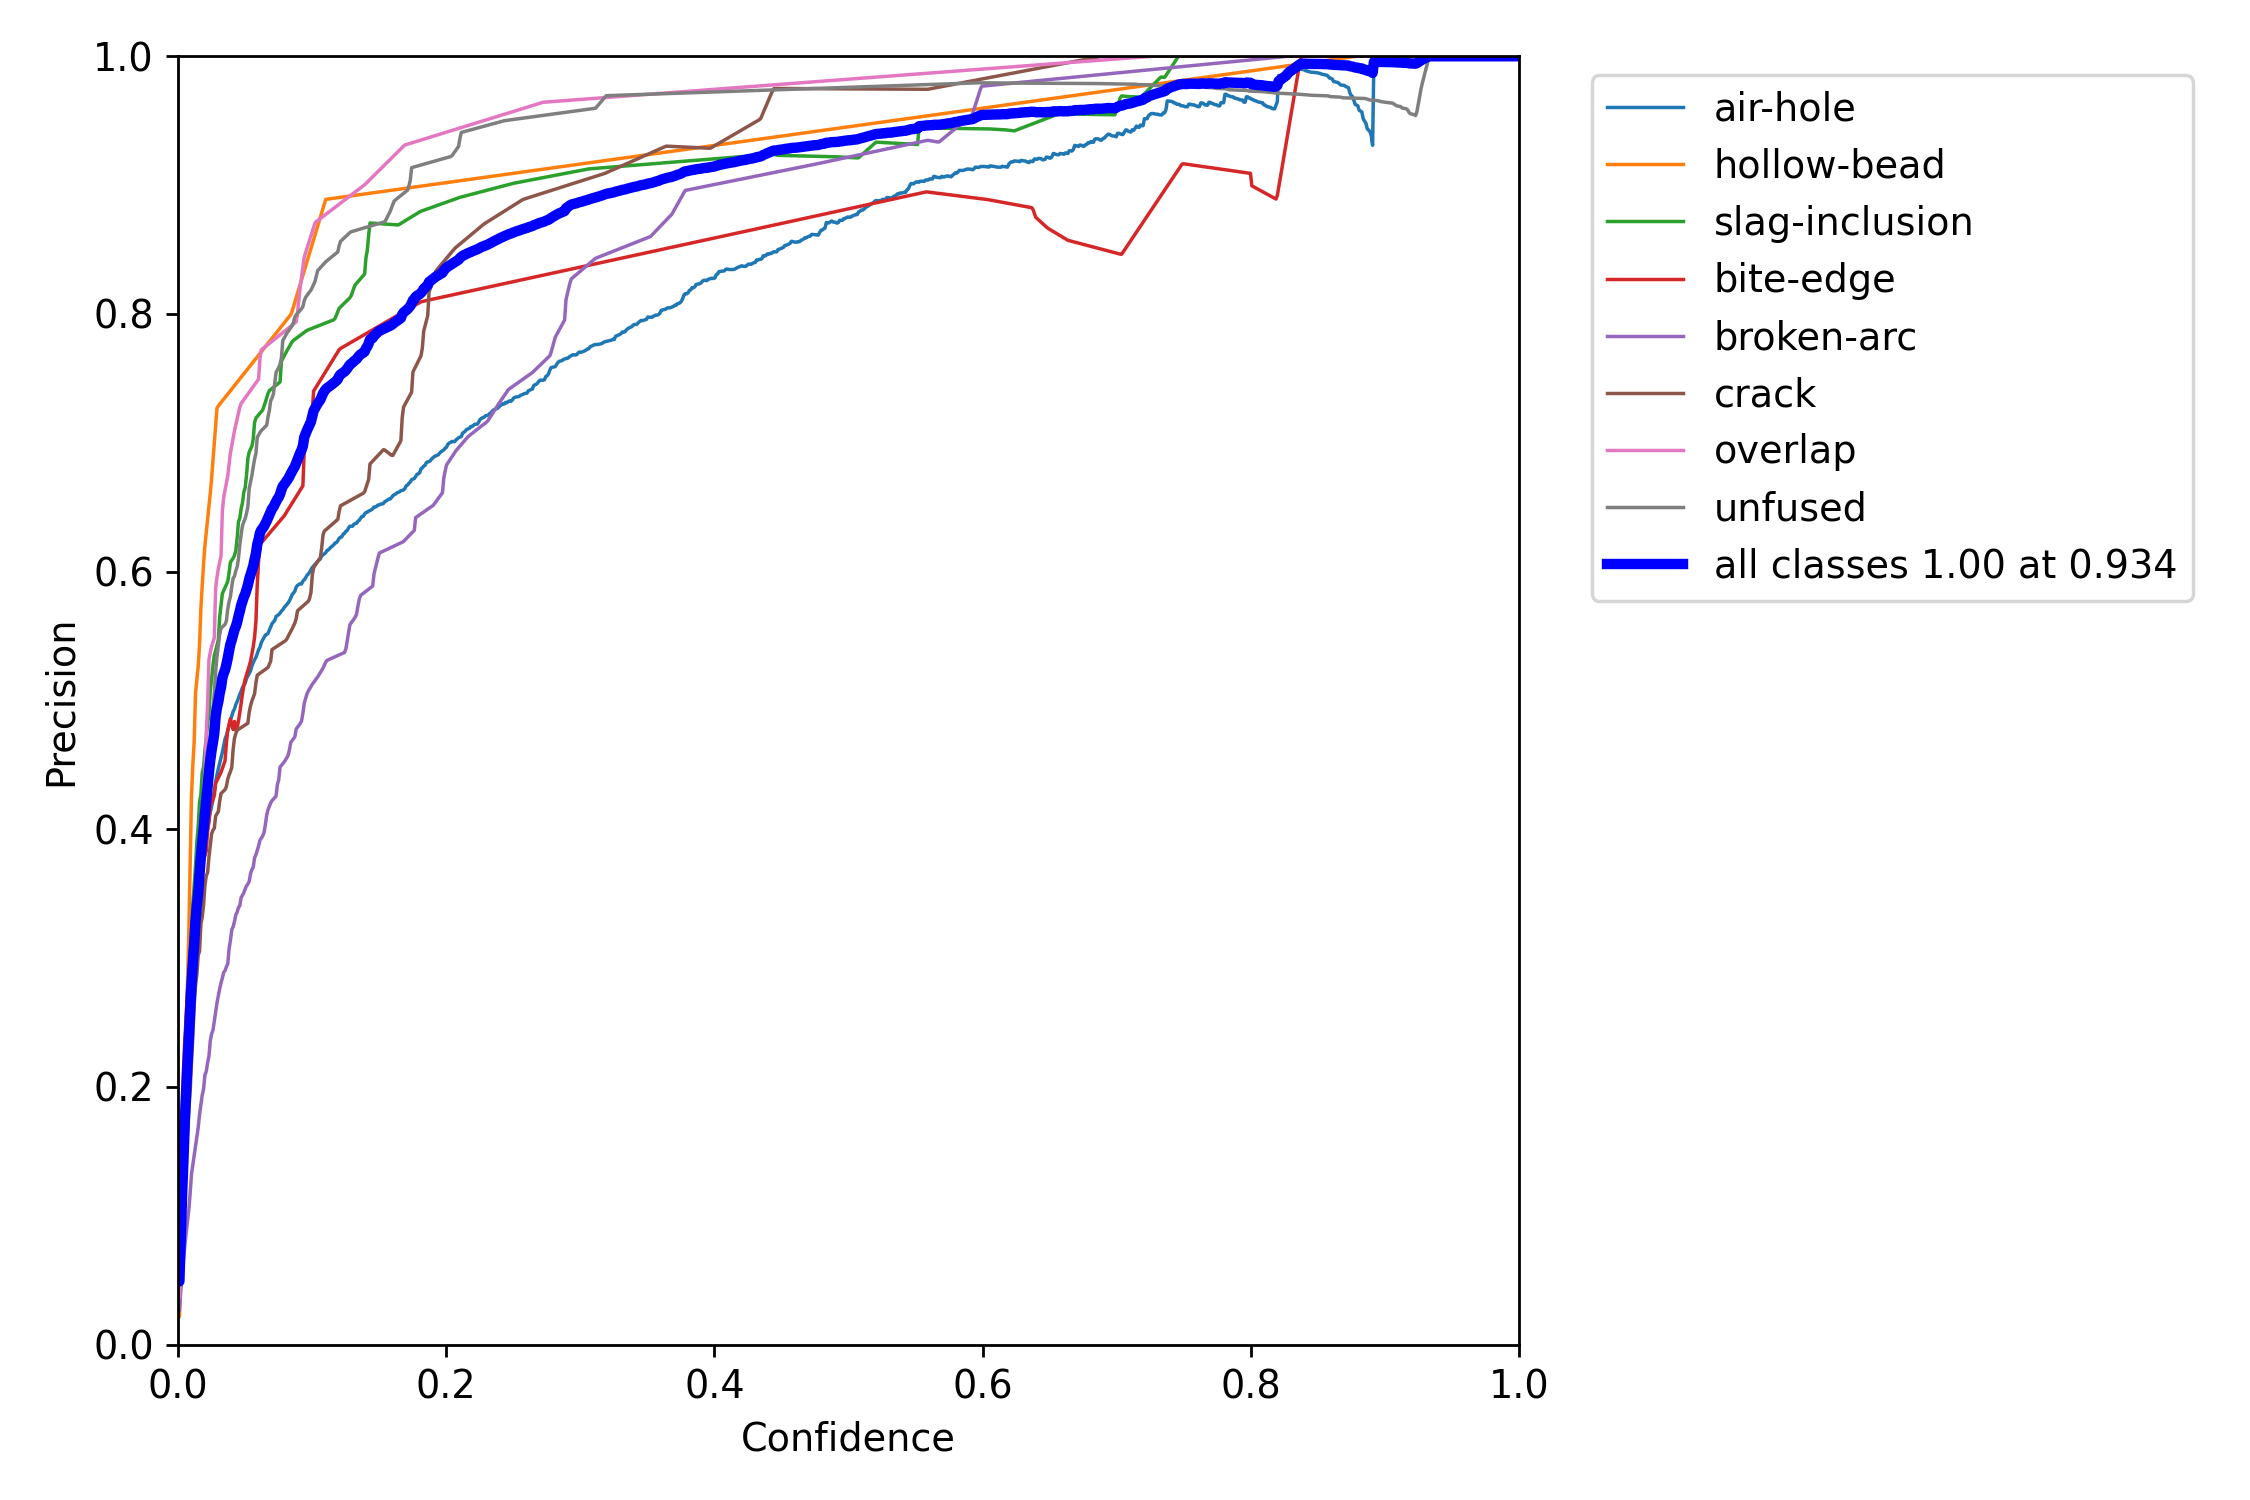 1.0
0.8
0.6
0.4
0.2
0.0
Precision
0.0 0.2 0.4 0.6 0.8 1.0
Confidence
air-hole
hollow-bead
slag-inclusion
bite-edge
broken-arc
crack
overlap
unfused
all classes 1.00 at 0.934